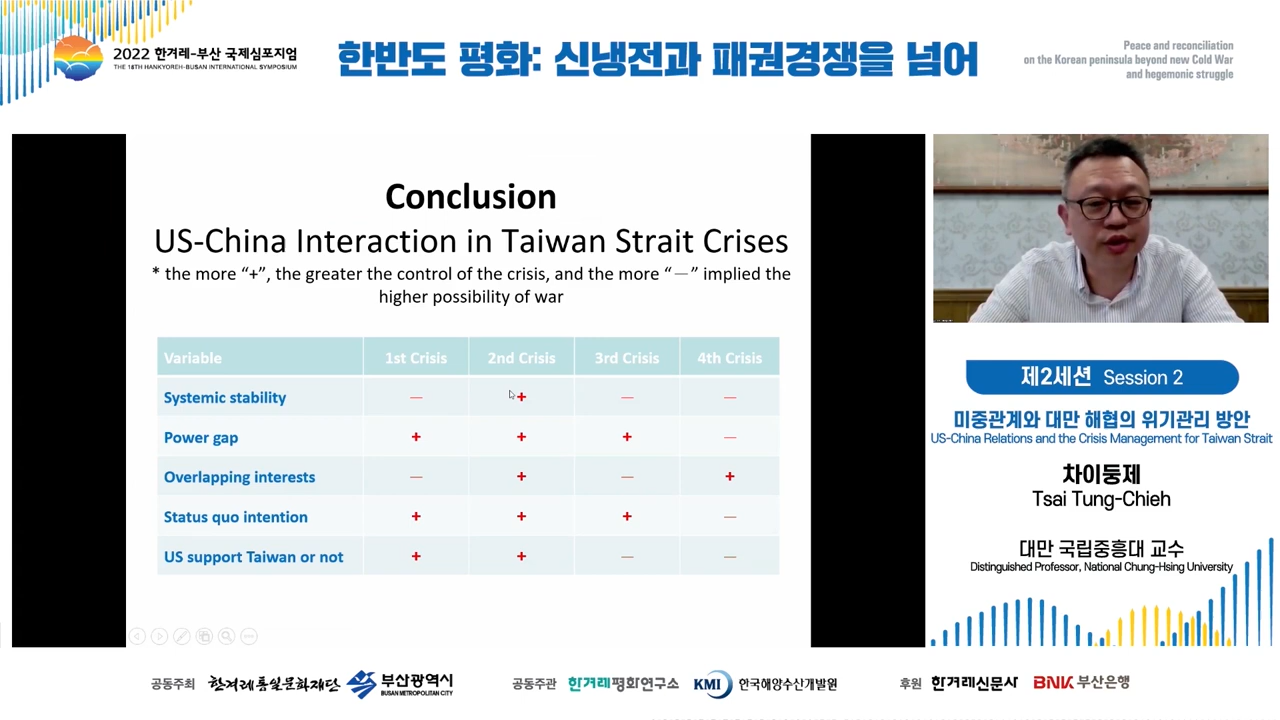 2022 한겨레-부산 국제심포지엄
THE 18TH HANKYOREH-BUSAN INTERNATIONAL SYMPOSIUM
한반도 평화: 신냉전과 패권경쟁을 넘어
Peace and reconciliation
on the Korean peninsula beyond new Cold War
and hegemonic struggle
Conclusion
US-China Interaction in Taiwan Strait Crises
* the more “+”, the greater the control of the crisis, and the more “—” implied the
higher possibility of war
Variable 1st Crisis 2nd Crisis 3rd Crisis 4th Crisis
Systemic stability — + — —
Power gap + + + —
Overlapping interests — + — +
Status quo intention + + + —
US support Taiwan or not + + — —
제2세션 Session 2
미중관계와 대만 해협의 위기관리 방안
US-China Relations and the Crisis Management for Taiwan Strait
차이둥제
Tsai Tung-Chieh
대만 국립중흥대 교수
Distinguished Professor, National Chung-Hsing University
공동주최 한겨레통일문화재단 부산광역시
BUSAN METROPOLITAN CITY
공동주관 한겨레평화연구소 KMI 한국해양수산개발원
후원 한겨레신문사 BNK 부산은행